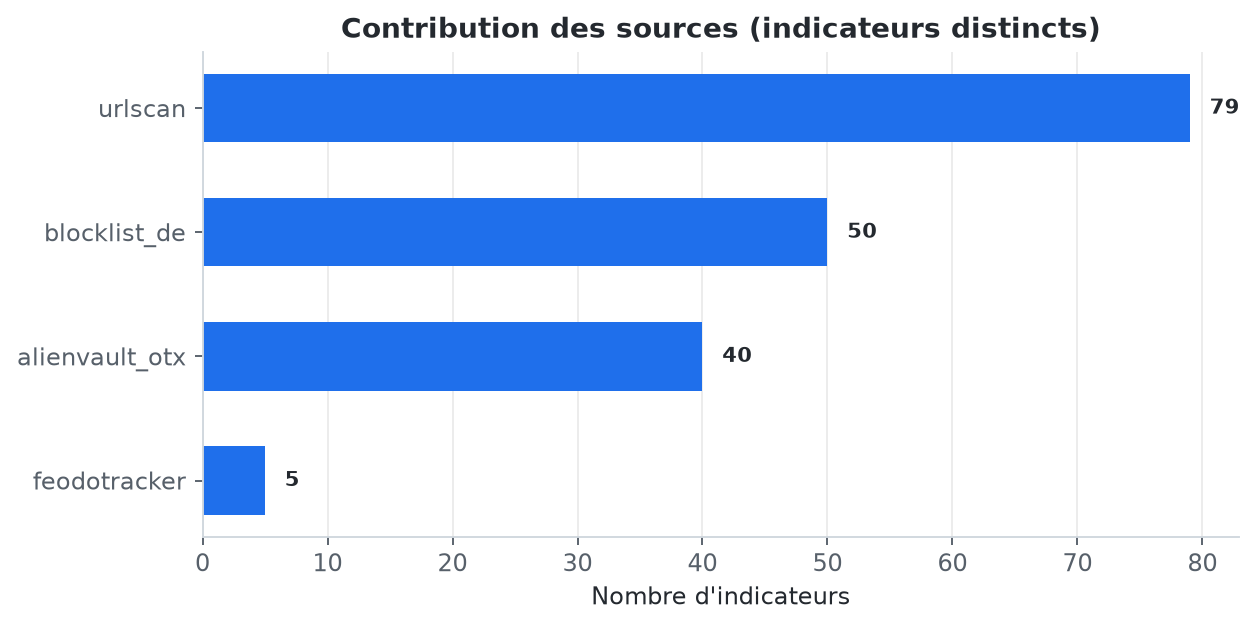 Contribution des sources (indicateurs distincts)
urlscan
79
blocklist_de
50
alienvault_otx
40
feodotracker
5
0 10 20 30 40 50 60 70 80
Nombre d'indicateurs